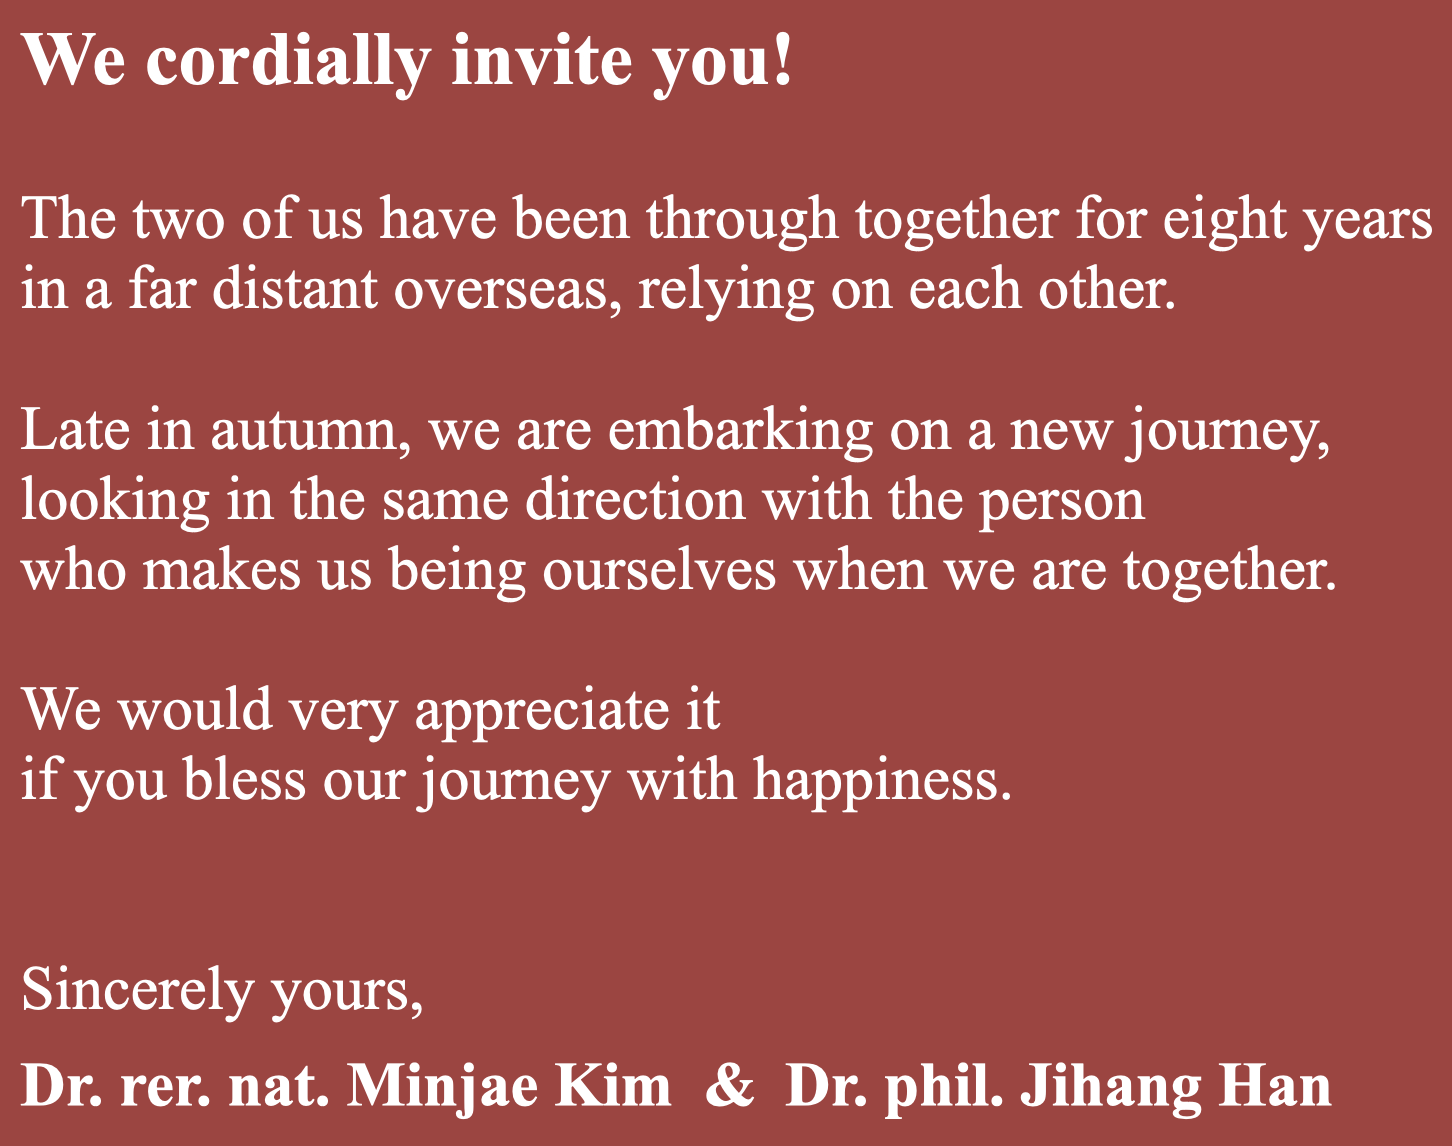 We cordially invite you!
The two of us have been through together for eight years
in a far distant overseas, relying on each other.
Late in autumn, we are embarking on a new journey,
looking in the same direction with the person
who makes us being ourselves when we are together.
We would very appreciate it
if you bless our journey with happiness.
Sincerely yours,
Dr. rer. nat. Minjae Kim & Dr. phil. Jihang Han